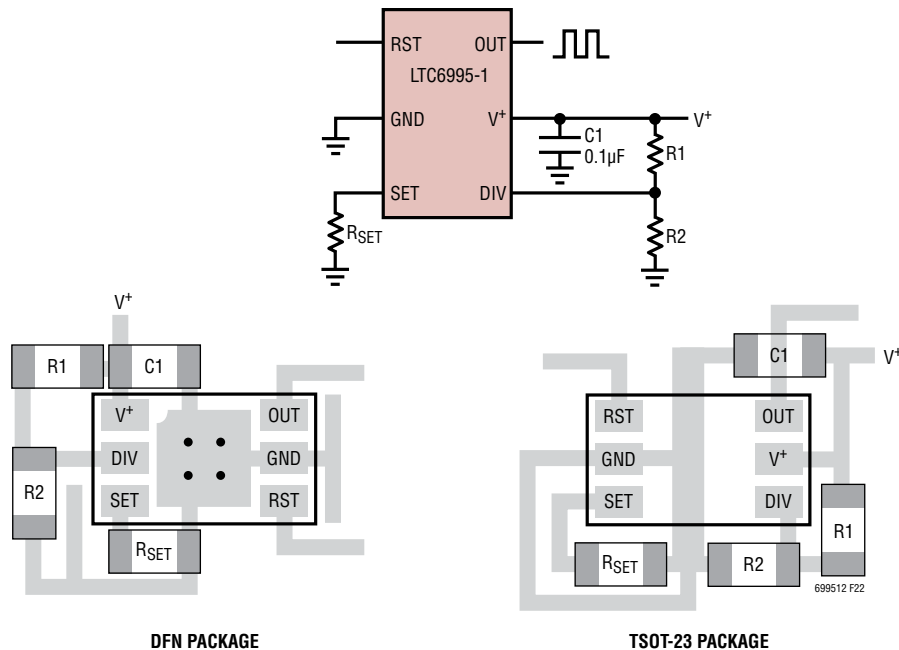 RST
OUT
LTC6995-1
GND
V+
V+
C1
0.1µF
R1
SET
DIV
RSET
R2
V+
R1
C1
V+
OUT
DIV
GND
R2
SET
RST
RSET
DFN PACKAGE
C1
V+
RST
OUT
GND
V+
SET
DIV
R1
RSET
R2
699512 F22
TSOT-23 PACKAGE